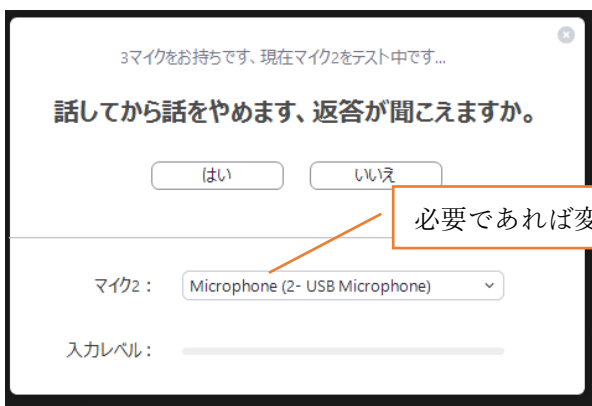 3マイクをお持ちです、現在マイク2をテスト中です...
話してから話をやめます、返答が聞こえますか。
はい
いいえ
必要であれば変
マイク2：
Microphone (2- USB Microphone)
入力レベル：